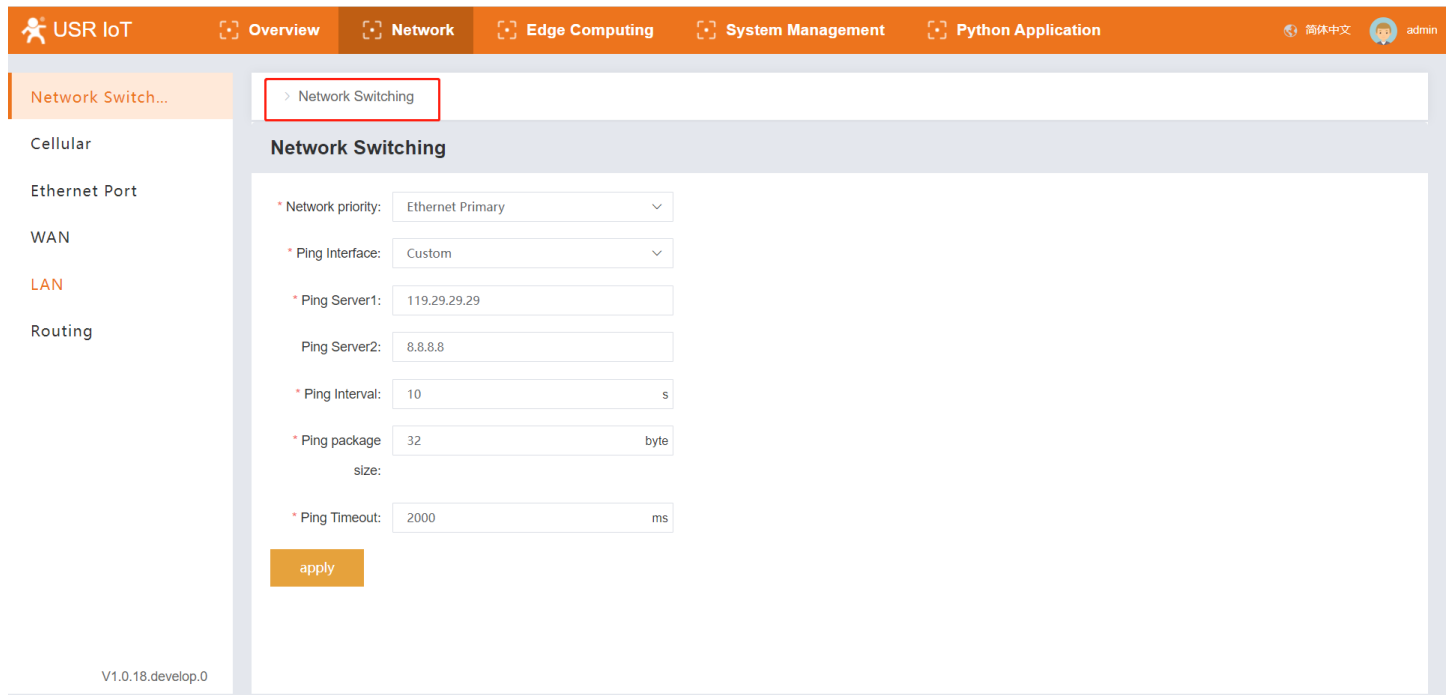 USR IoT Overview Network Edge Computing System Management Python Application 简体中文 admin
Network Switch...
Cellular
Ethernet Port
WAN
LAN
Routing
V1.0.18.develop.0
> Network Switching
Network Switching
* Network priority: Ethernet Primary
* Ping Interface: Custom
* Ping Server1: 119.29.29.29
Ping Server2: 8.8.8.8
* Ping Interval: 10 s
* Ping package 32 byte
size:
* Ping Timeout: 2000 ms
apply